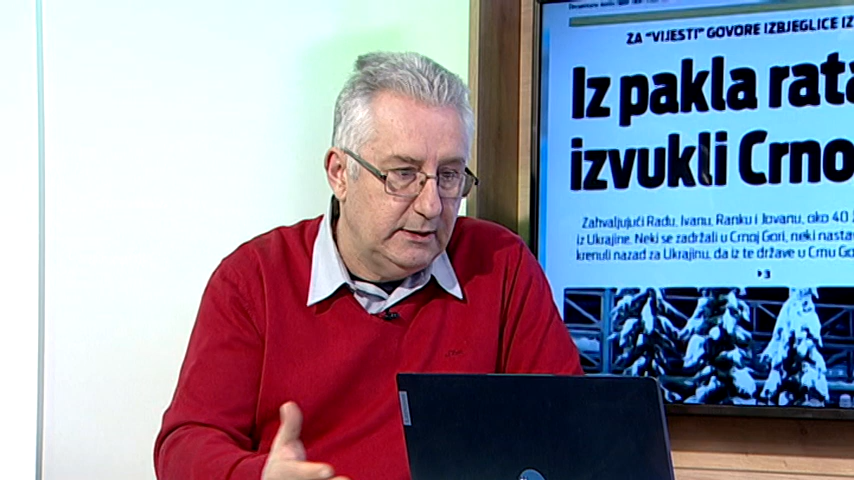 ZA "VIJESTI" GOVORE IZBJEGLICE IZ
Iz pakla rata
izvukli Crno
Zahvaljujući Radu, Ivanu, Ranku i Jovanu, oko 40
iz Ukrajine. Neki se zadržali u Crnoj Gori, neki nasta
krenuli nazad za Ukrajinu, da iz te države u Crnu Go
3